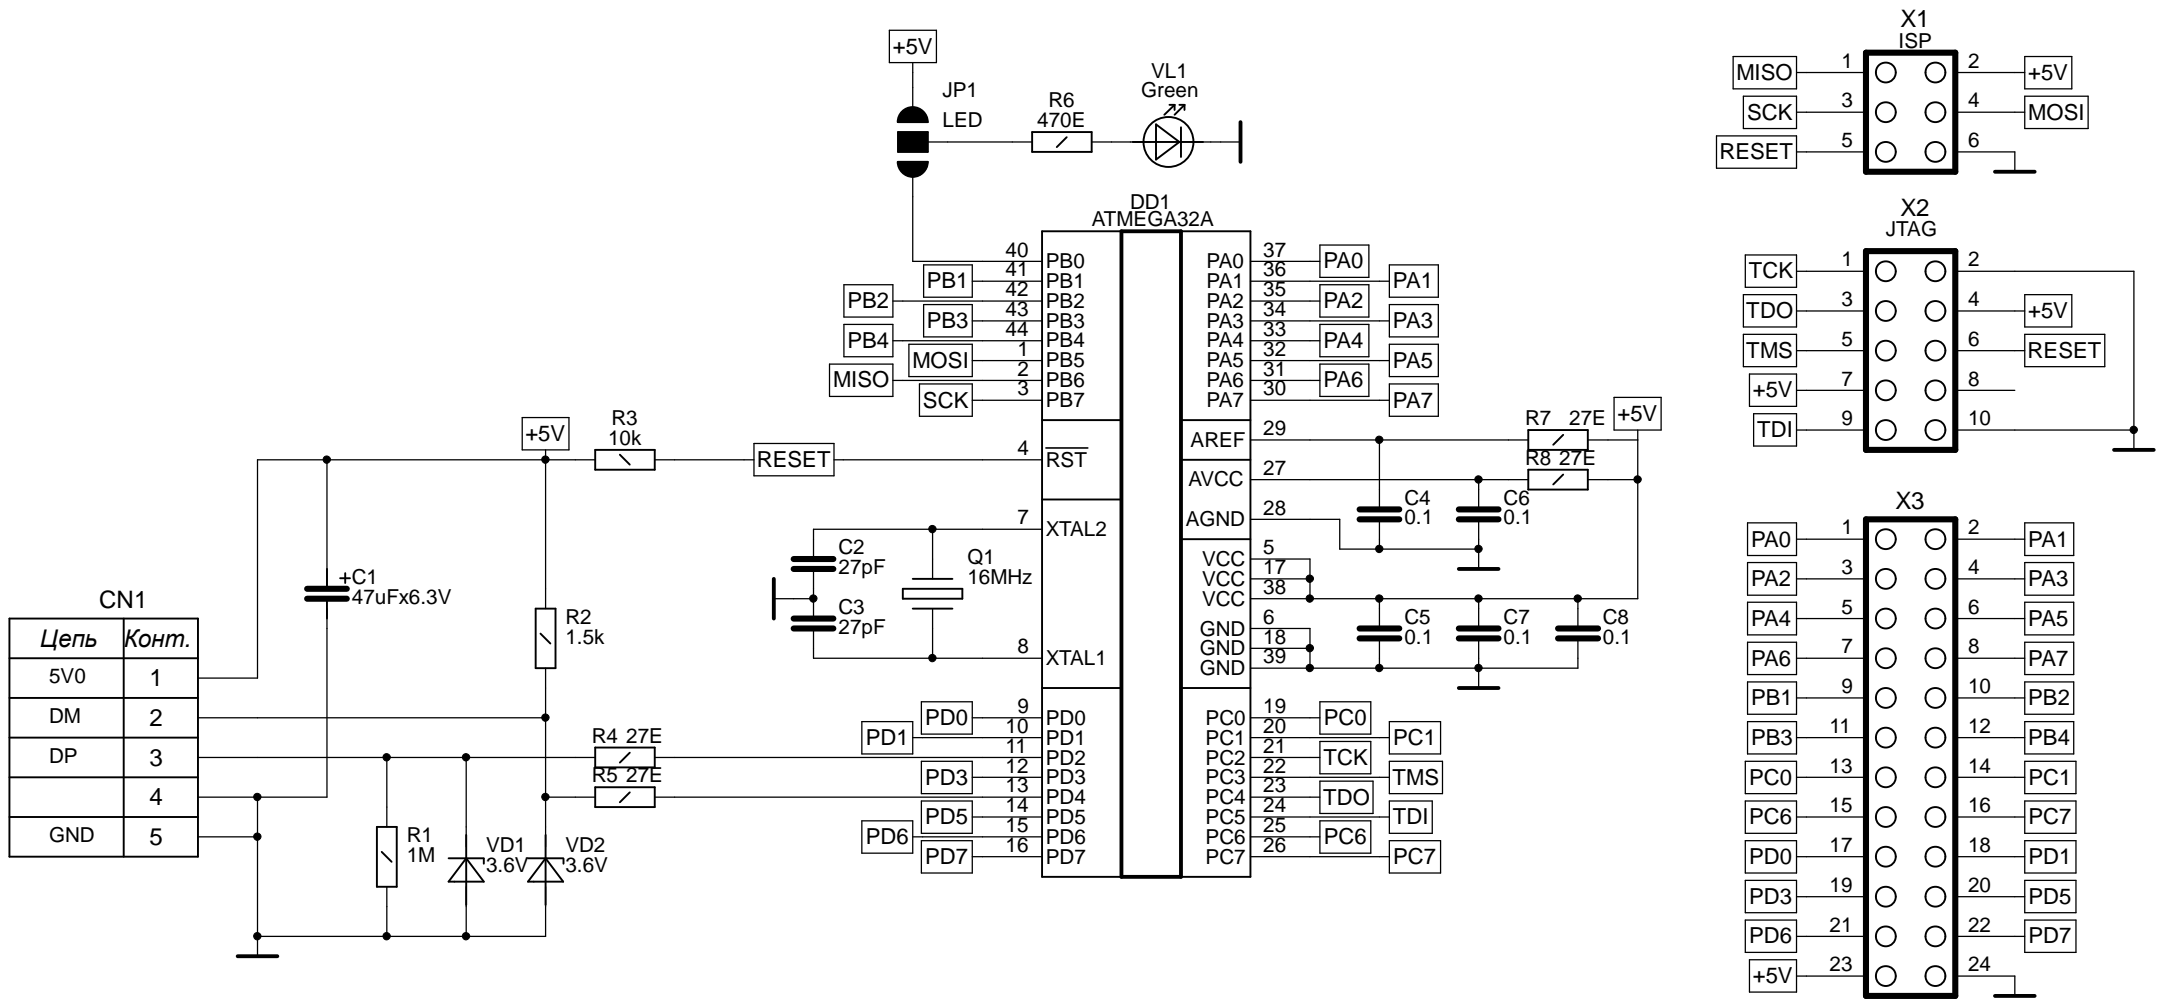 +5V
JP1
LED
R6
470E
VL1
Green
X1
ISP
MISO 1 2 +5V
SCK 3 4 MOSI
RESET 5 6
X2
JTAG
TCK 1 2
TDO 3 4 +5V
TMS 5 6 RESET
+5V 7 8
TDI 9 10
X3
PA0 1 2 PA1
PA2 3 4 PA3
PA4 5 6 PA5
PA6 7 8 PA7
PB1 9 10 PB2
PB3 11 12 PB4
PC0 13 14 PC1
PC6 15 16 PC7
PD0 17 18 PD1
PD3 19 20 PD5
PD6 21 22 PD7
+5V 23 24
DD1
ATMEGA32A
40 PB0 PA0 37 PA0
PB1 41 PB1 PA1 36 PA1
PB2 42 PB2 PA2 35 PA2
PB3 43 PB3 PA3 34 PA3
PB4 44 PB4 PA4 33 PA4
MOSI 1 PB5 PA5 32 PA5
MISO 2 PB6 PA6 31 PA6
SCK 3 PB7 PA7 30 PA7
+5V
R3
10k
RESET 4 RST
AREF 29
R7 27E
+5V
AVCC 27
R8 27E
AGND 28
C4
0.1
C6
0.1
7 XTAL2
C2
27pF
Q1
16MHz
C3
27pF
8 XTAL1
VCC 5
VCC 17
VCC 38
GND 6
GND 18
GND 39
C5
0.1
C7
0.1
C8
0.1
+C1
47uFx6.3V
R2
1.5k
CN1
Цепь Конт.
5V0 1
DM 2
DP 3
4
GND 5
R4 27E
R5 27E
R1
1M
VD1
3.6V
VD2
3.6V
PD0 9 PD0 PC0 19 PC0
PD1 10 PD1 PC1 20 PC1
11 PD2 PC2 21 TCK
PD3 12 PD3 PC3 22 TMS
13 PD4 PC4 23 TDO
PD5 14 PD5 PC5 24 TDI
PD6 15 PD6 PC6 25 PC6
PD7 16 PD7 PC7 26 PC7